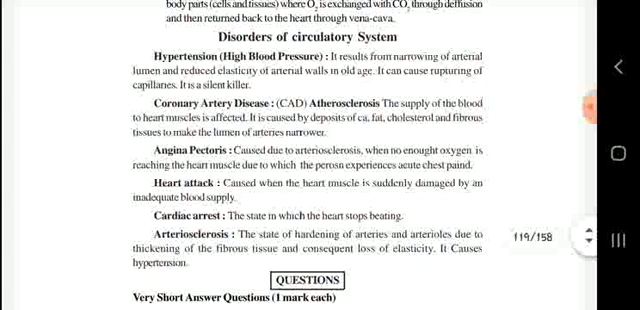 body parts (cells and tissues) where O2 is exchanged with CO2 through deffusion
and then returned back to the heart through vena-cava.
Disorders of circulatory System
Hypertension (High Blood Pressure) : It results from narrowing of arterial
lumen and reduced elasticity of arterial walls in old age. It can cause rupturing of
capillaries. It is a silent killer.
Coronary Artery Disease : (CAD) Atherosclerosis The supply of the blood
to heart muscles is affected. It is caused by deposits of ca, fat, cholesterol and fibrous
tissues to make the lumen of arteries narrower.
Angina Pectoris : Caused due to arteriosclerosis, when no enought oxygen is
reaching the heart muscle due to which the perosn experiences acute chest paind.
Heart attack : Caused when the heart muscle is suddenly damaged by an
inadequate blood supply.
Cardiac arrest : The state in which the heart stops beating.
Arteriosclerosis : The state of hardening of arteries and arterioles due to
thickening of the fibrous tissue and consequent loss of elasticity. It Causes
hypertension.
119/158
QUESTIONS
Very Short Answer Questions (1 mark each)